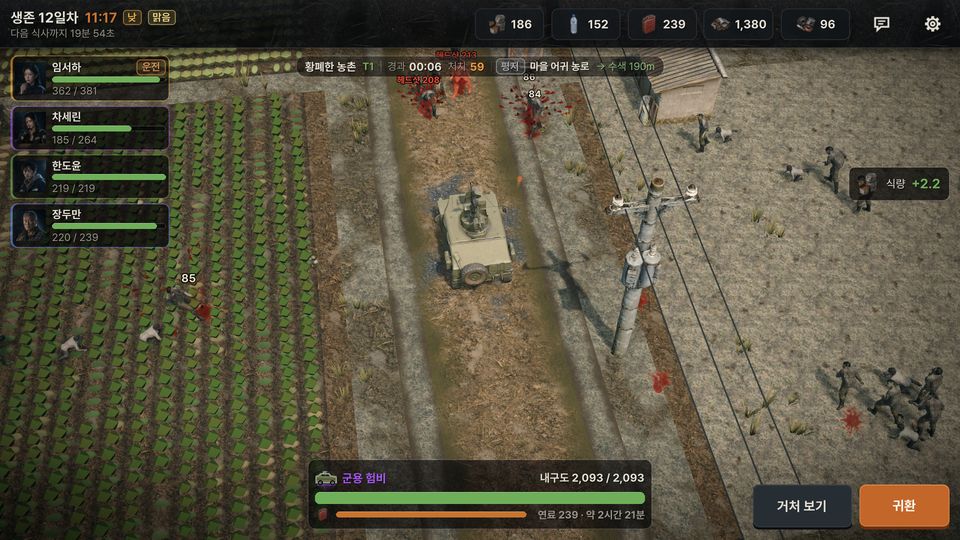 생존 12일차 11:17 낮 맑음
다음 식사까지 19분 54초
186 152 239 1,380 96
임서하 운전
362 / 381
차세린
185 / 264
한도윤
219 / 219
장두만
220 / 239
헤드샷 213
황폐한 농촌 T1 경과 00:06 처치 59 평지 마을 어귀 농로 → 수색 190m
헤드샷 208
86
84
식량 +2.2
85
군용 험비 내구도 2,093 / 2,093
연료 239 · 약 2시간 21분
거처 보기
귀환